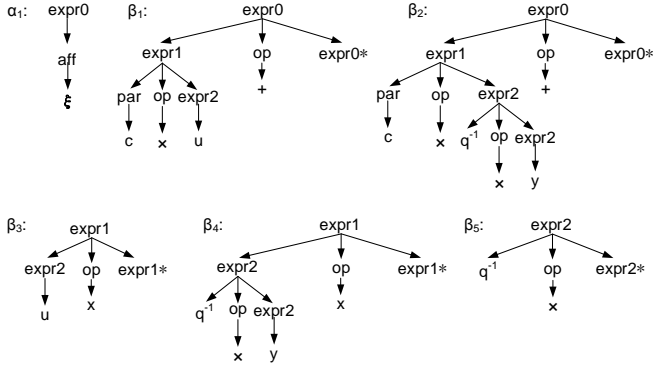 α₁: expr0 β₁: expr0 β₂: expr0
aff expr1 op expr0* expr1 op expr0*
ξ par op expr2 + par op expr2 +
c × u c × q⁻¹ op expr2
× y
β₃: expr1 β₄: expr1 β₅: expr2
expr2 op expr1* expr2 op expr1* q⁻¹ op expr2*
u x q⁻¹ op expr2 x ×
× y